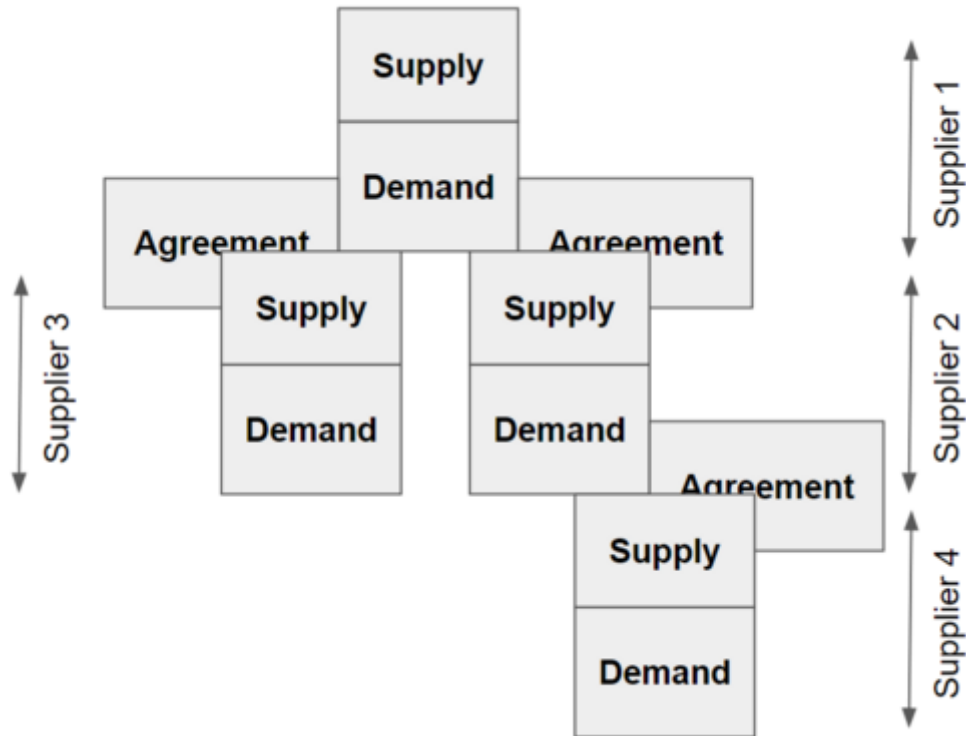 Supply
Supplier 1
Demand
Agreement
Agreement
Supply
Supply
Supplier 3
Supplier 2
Demand
Demand
Agreement
Supply
Supplier 4
Demand